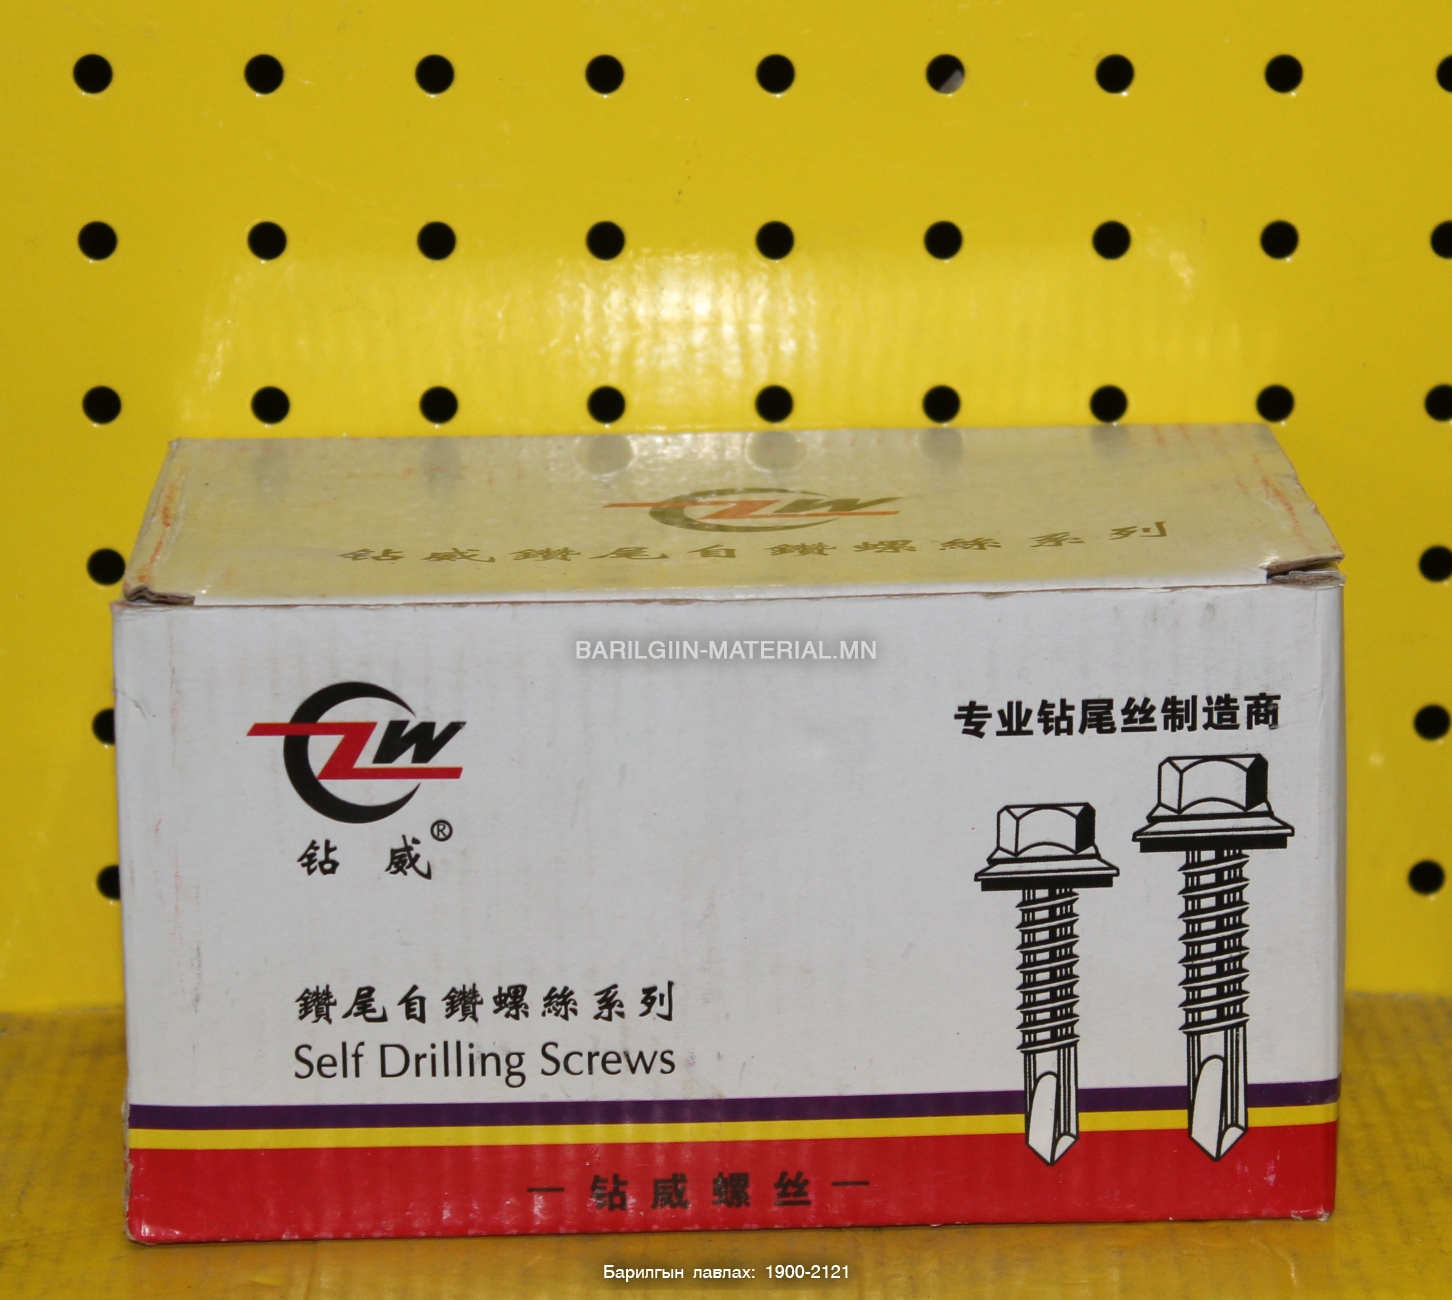 ZW
钻威鑽尾自鑽螺絲系列
BARILGIIN-MATERIAL.MN
ZW
钻 威®
专业钻尾丝制造商
鑽尾自鑽螺絲系列
Self Drilling Screws
— 钻威螺丝 —
Барилгын лавлах: 1900-2121